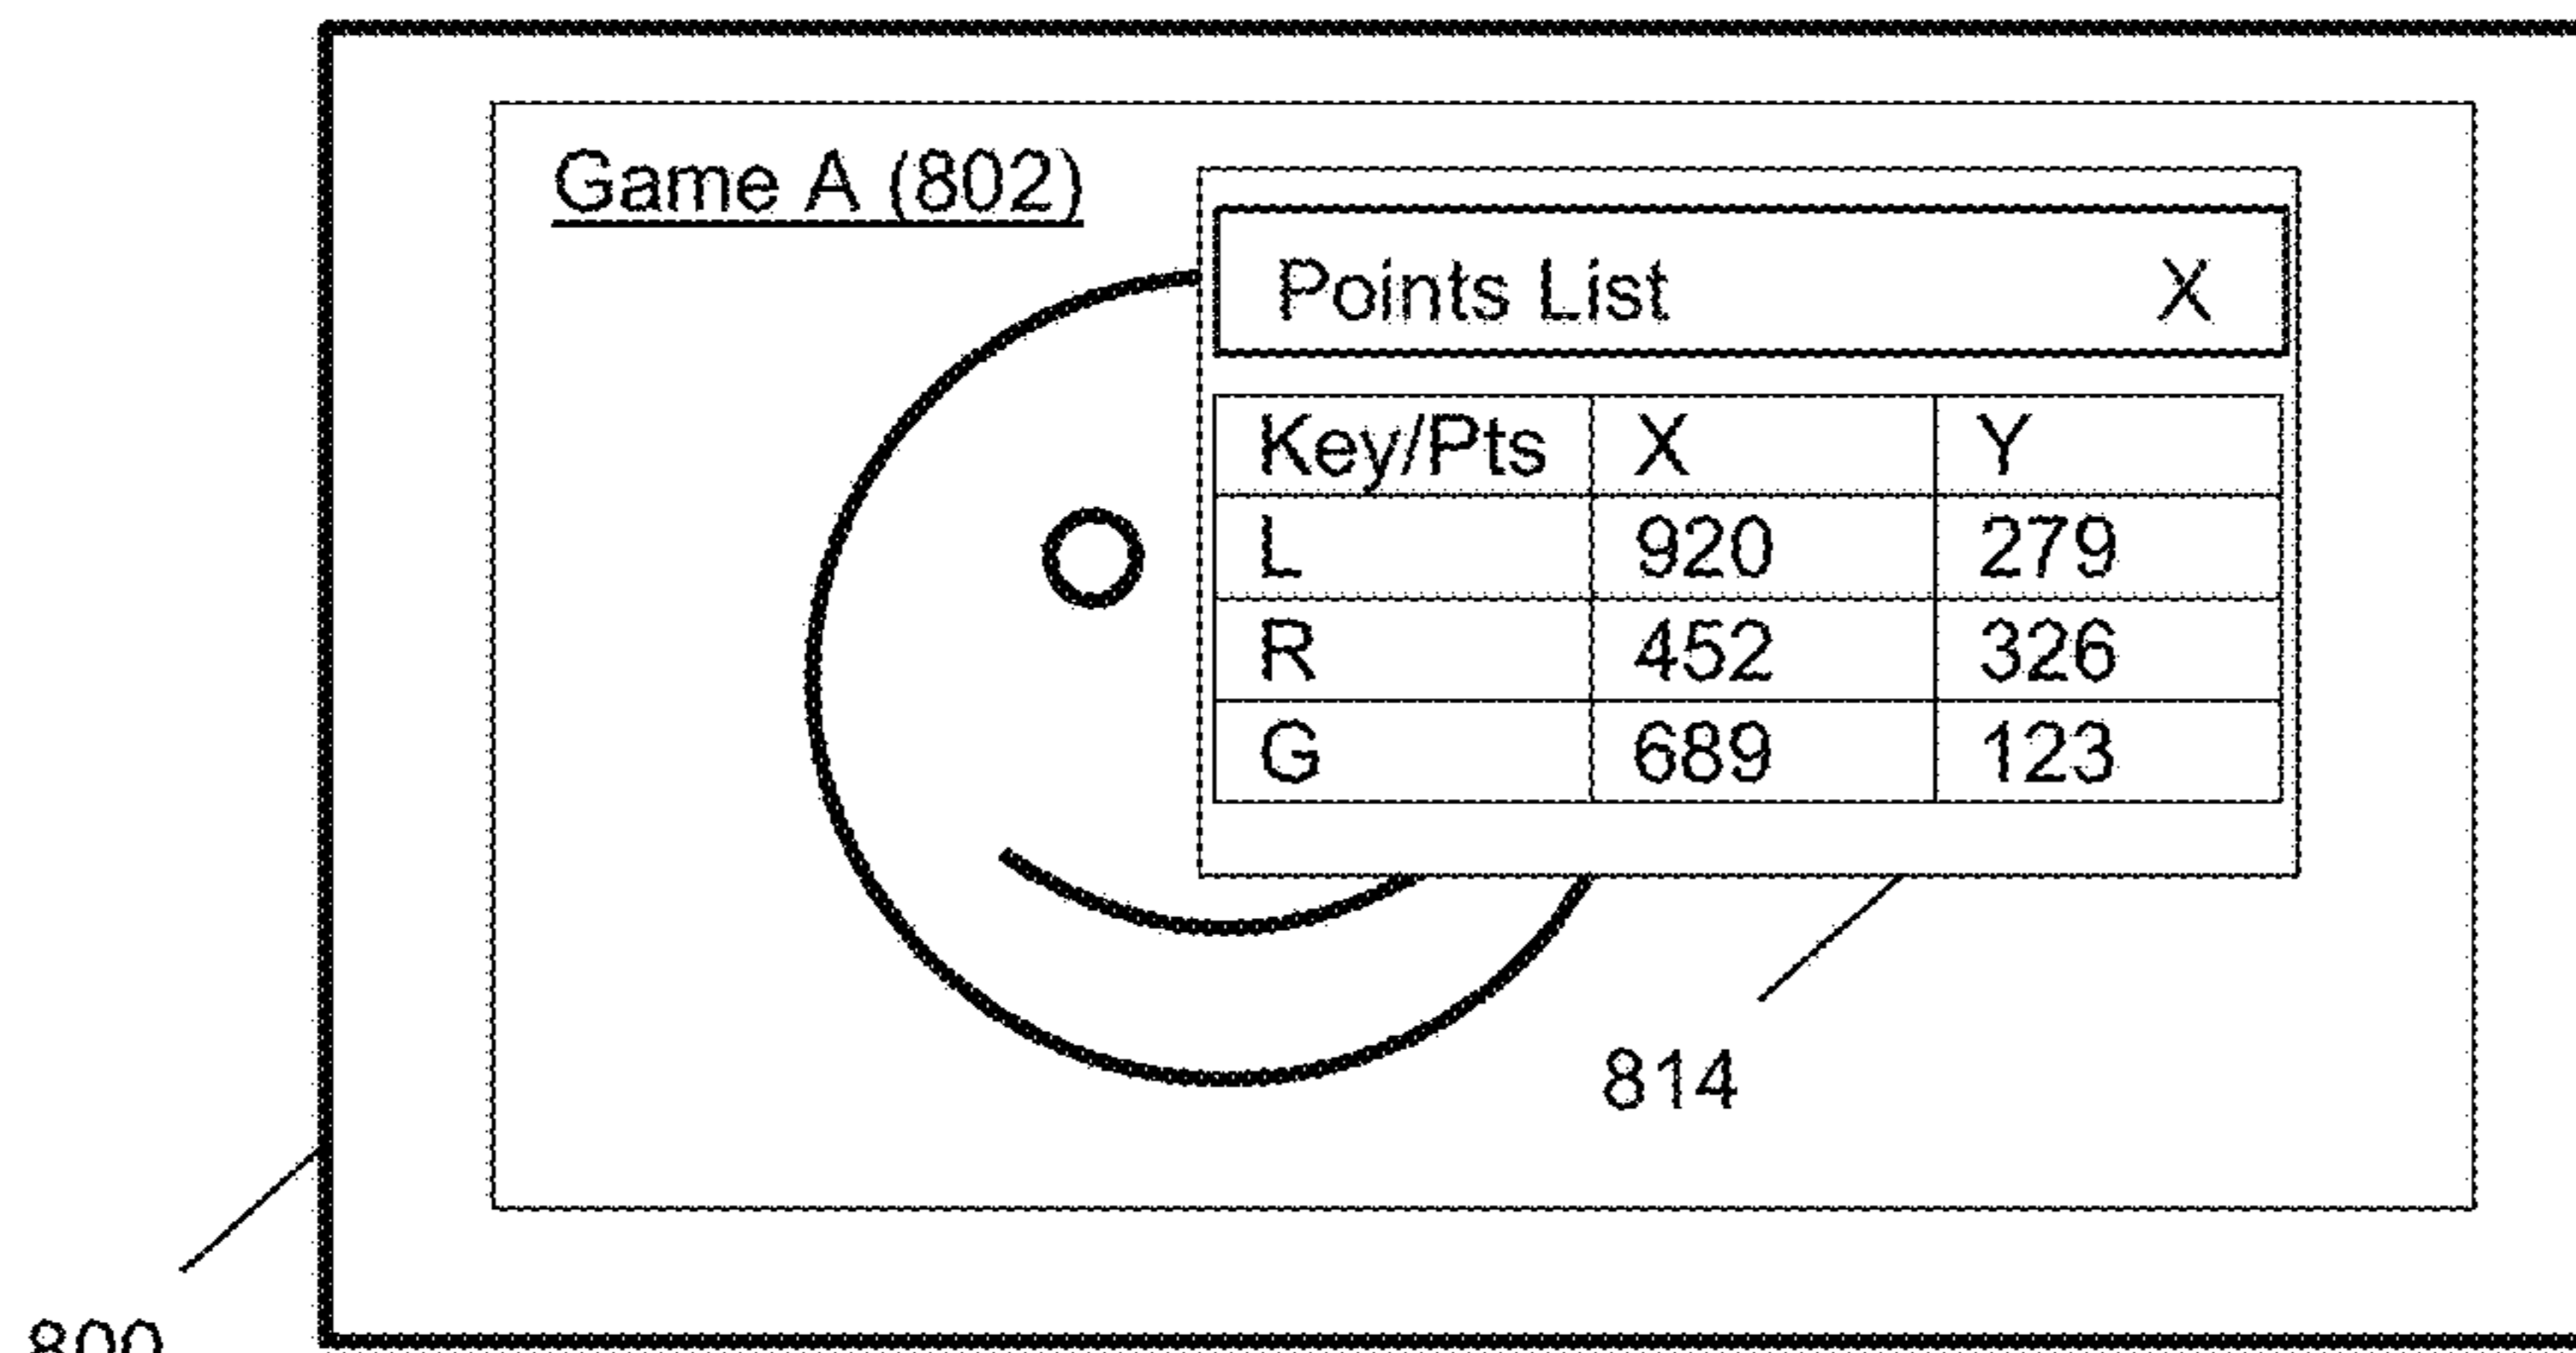 Game A (802)
Points List X
Key/Pts X Y
L 920 279
R 452 326
G 689 123
814
800